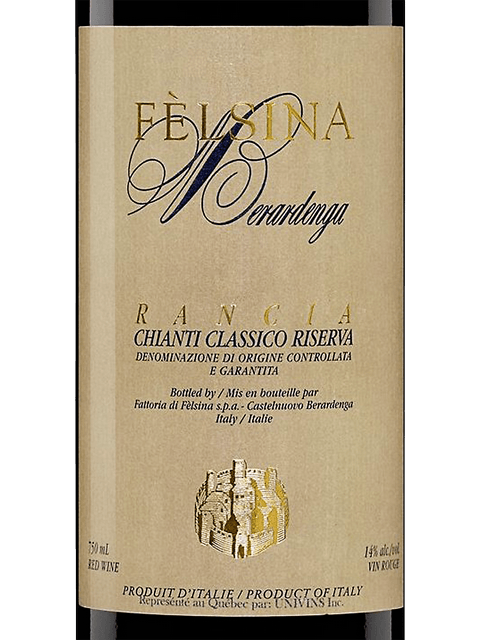 FÈLSINA
Berardenga
RANCIA
CHIANTI CLASSICO RISERVA
DENOMINAZIONE DI ORIGINE CONTROLLATA
E GARANTITA
Bottled by / Mis en bouteille par
Fattoria di Fèlsina s.p.a. - Castelnuovo Berardenga
Italy / Italie
750 mL
RED WINE
14% alc./vol.
VIN ROUGE
PRODUIT D'ITALIE / PRODUCT OF ITALY
Représenté au Québec par: UNIVINS Inc.